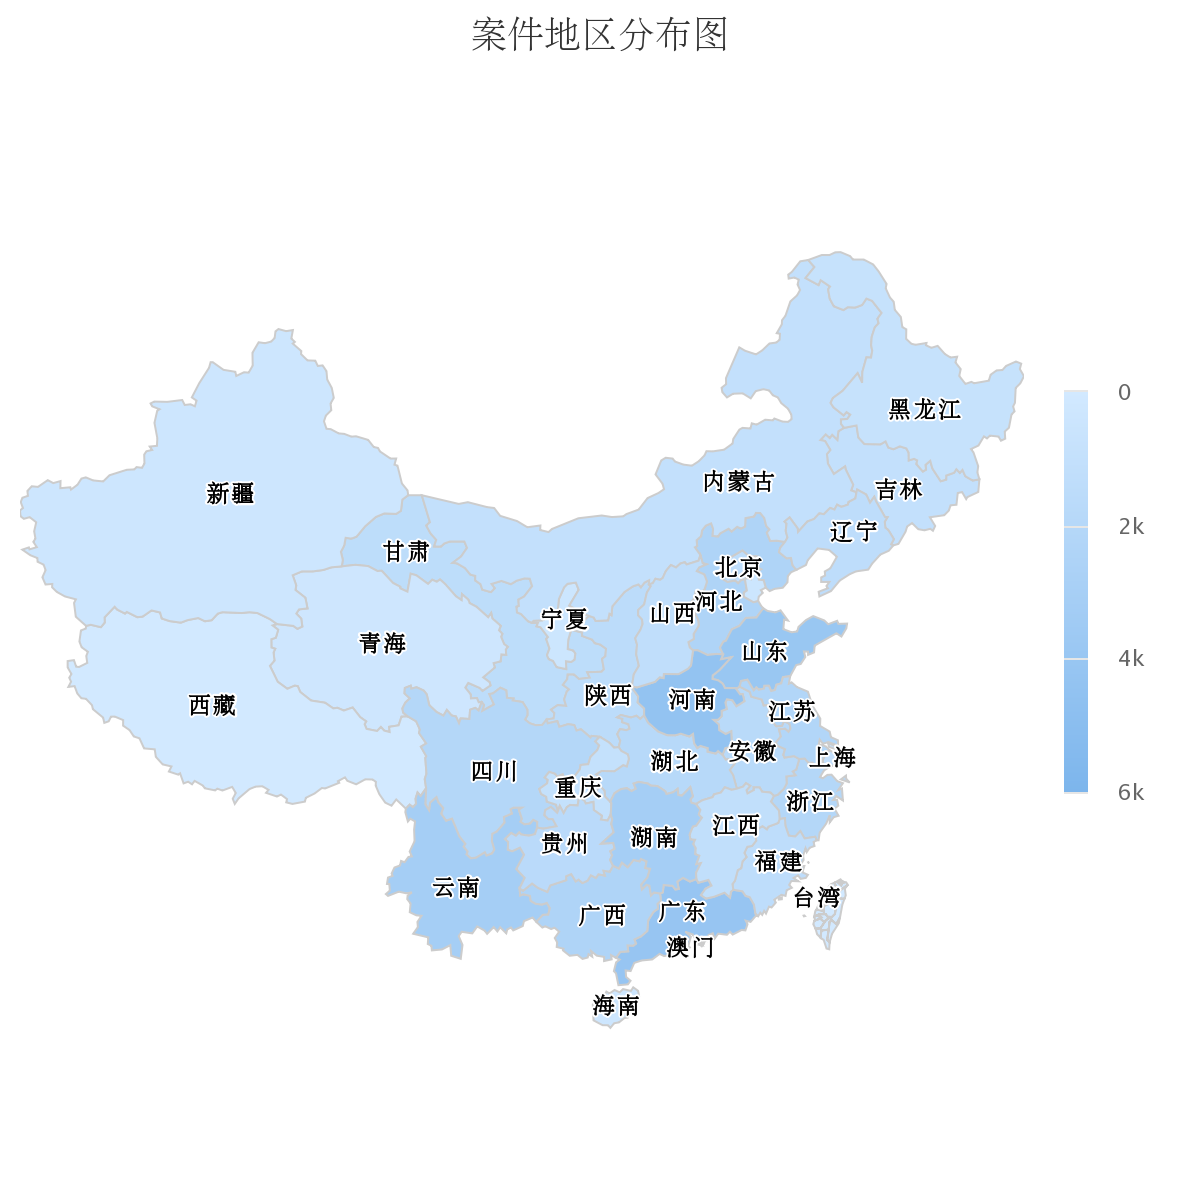 案件地区分布图
黑龙江
内蒙古
吉林
新疆
辽宁
甘肃
北京
河北
山西
宁夏
青海
山东
陕西
河南
西藏
江苏
安徽
上海
湖北
四川
重庆
浙江
江西
湖南
贵州
福建
云南
台湾
广西
广东
澳门
海南
0
2k
4k
6k